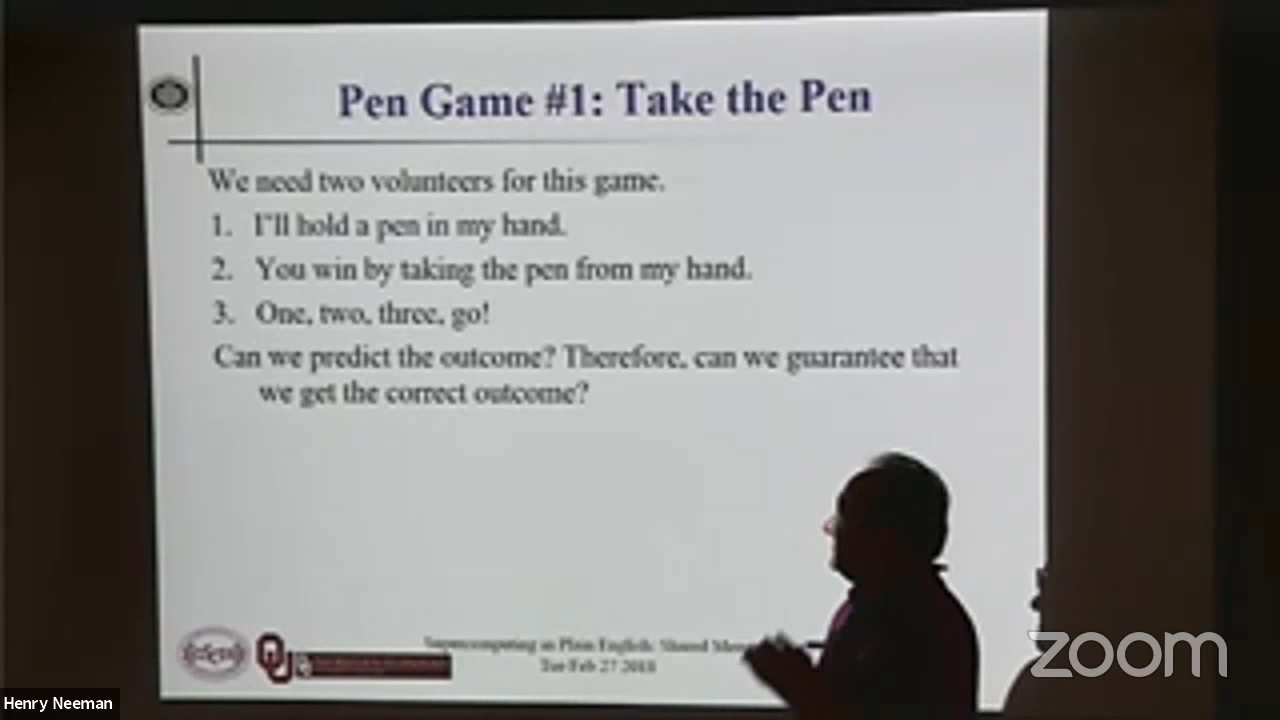 Pen Game #1: Take the Pen
We need two volunteers for this game.
1. I'll hold a pen in my hand.
2. You win by taking the pen from my hand.
3. One, two, three, go!
Can we predict the outcome? Therefore, can we guarantee that
we get the correct outcome?
Supercomputing in Plain English: Shared
Tue Feb 27 2018
OU
zoom
Henry Neeman